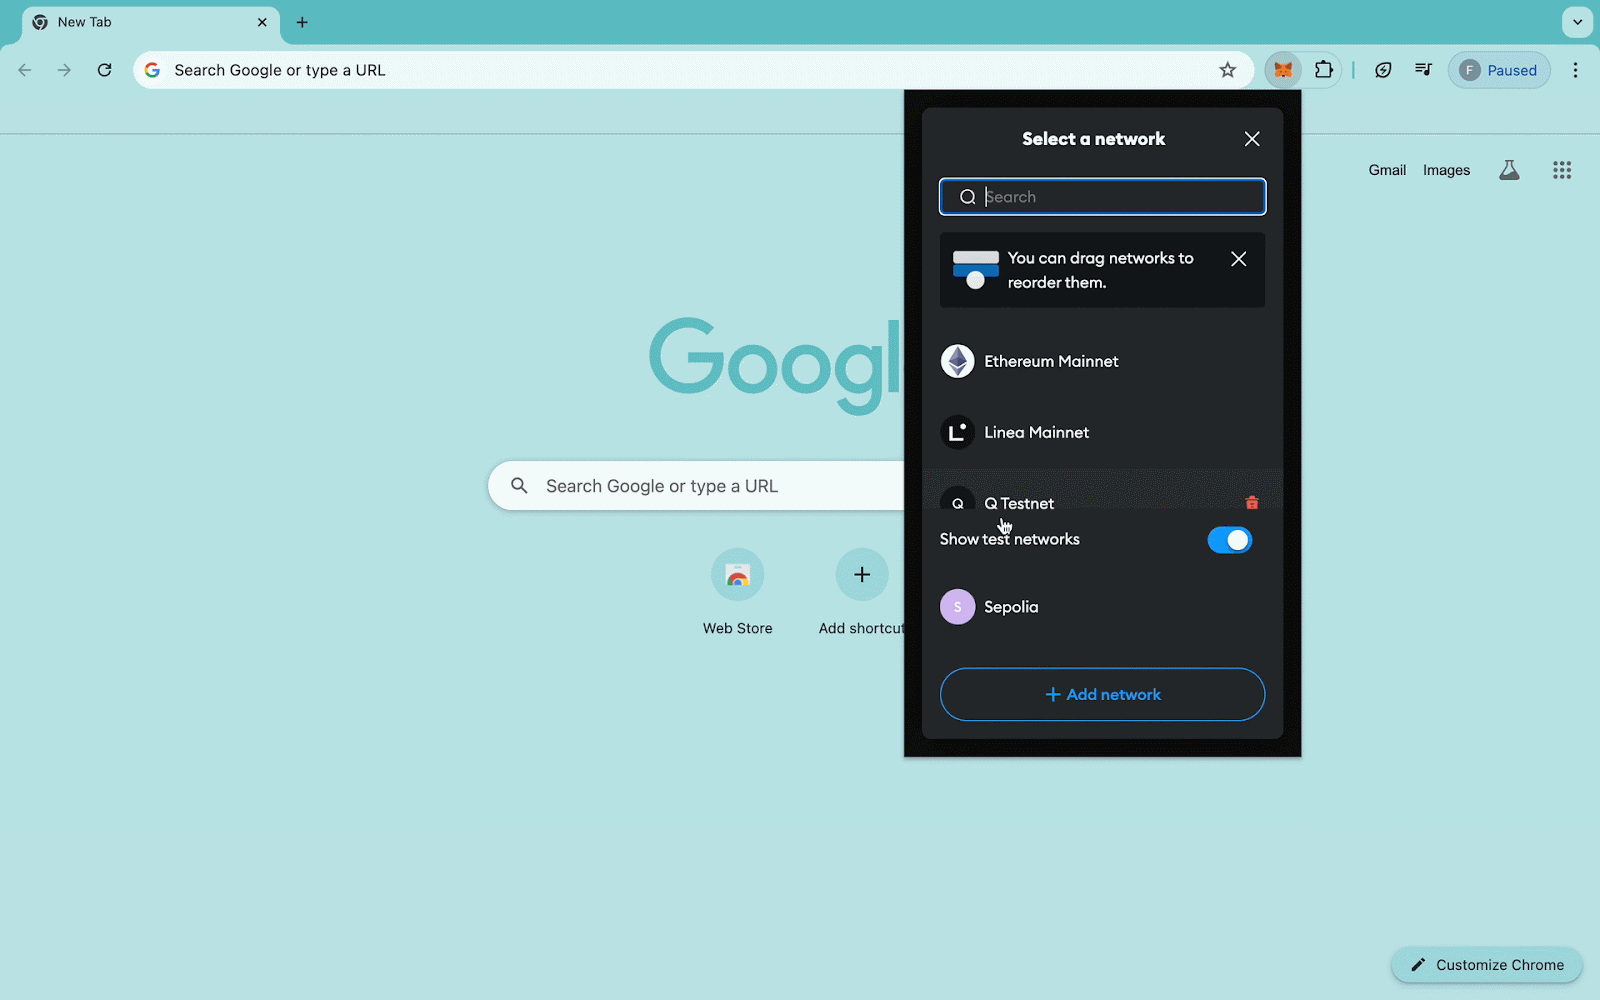 New Tab
Search Google or type a URL
F Paused
Select a network
Search
You can drag networks to
reorder them.
Gmail Images
Ethereum Mainnet
Googl
L Linea Mainnet
Search Google or type a URL
Q Q Testnet
Show test networks
S Sepolia
Web Store
Add shortcut
+ Add network
Customize Chrome